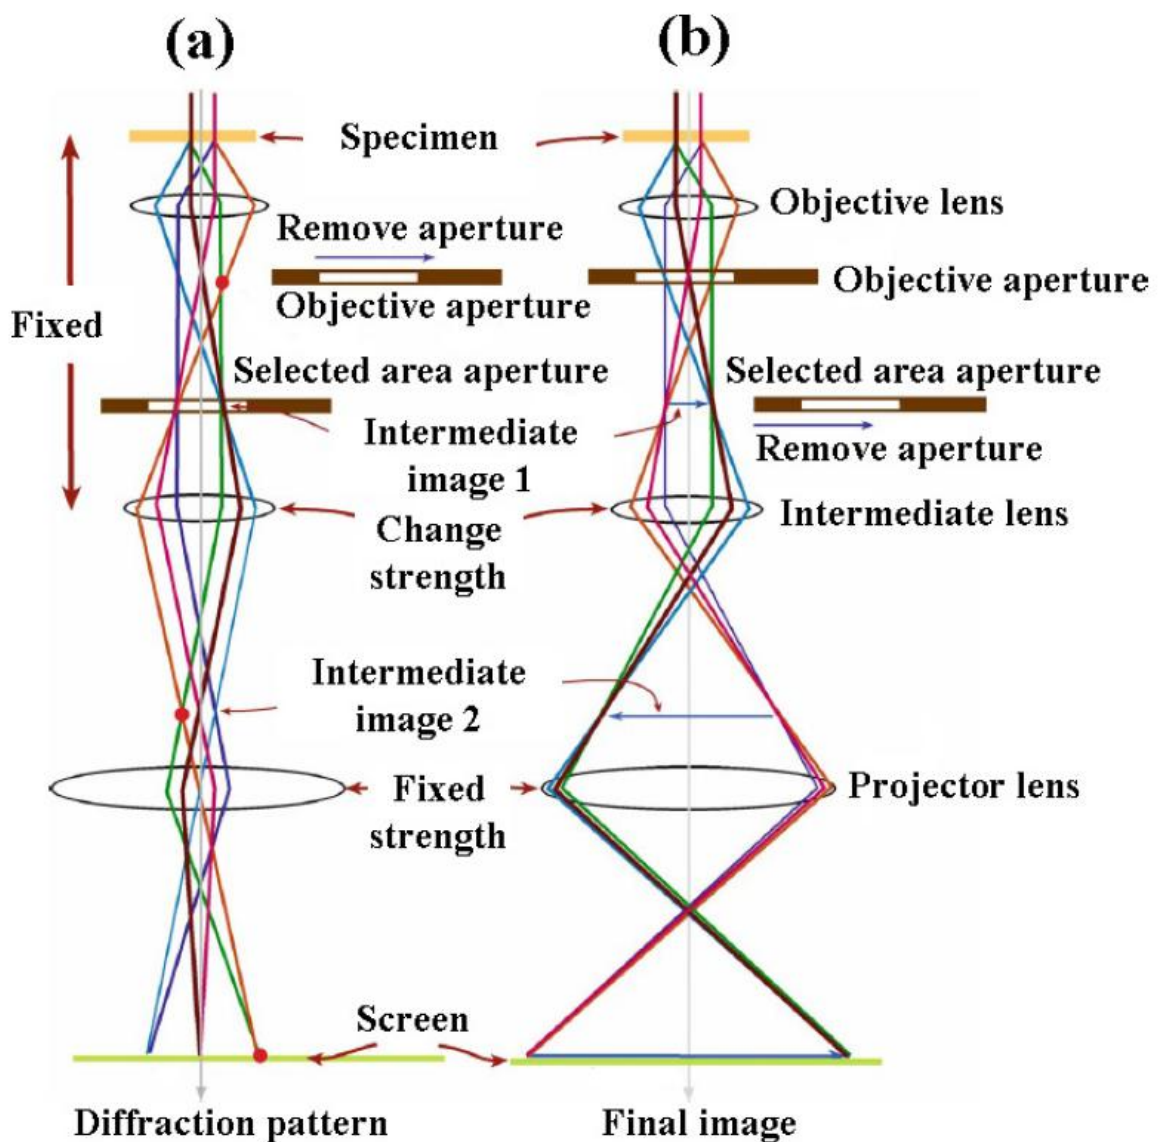 (a)
(b)
Specimen
Objective lens
Remove aperture
Objective aperture
Objective aperture
Fixed
Selected area aperture
Selected area aperture
Intermediate
image 1
Remove aperture
Change
strength
Intermediate lens
Intermediate
image 2
Fixed
strength
Projector lens
Screen
Diffraction pattern
Final image